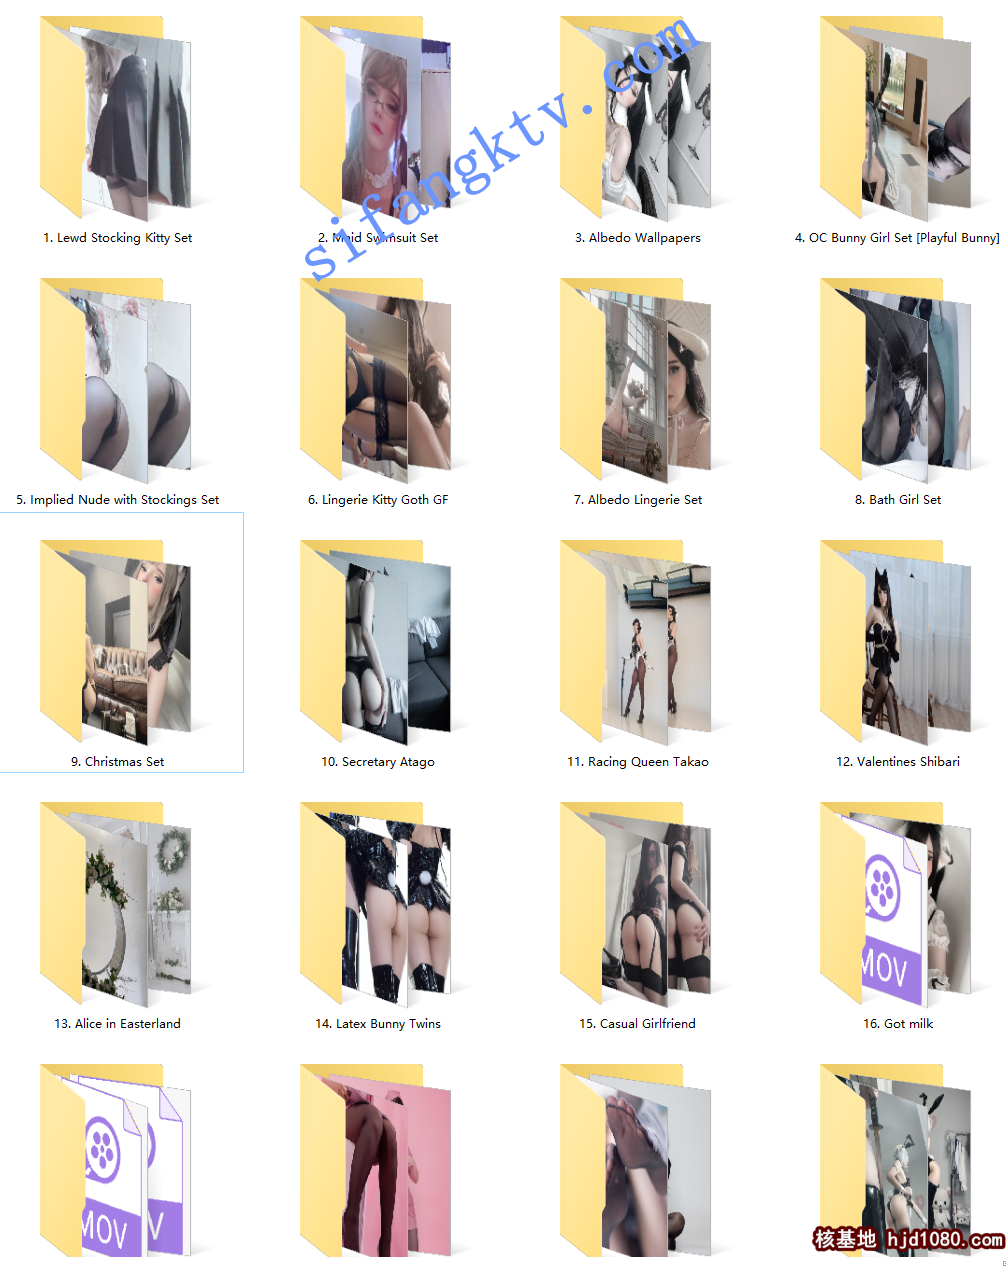 sifangktv.com
1. Lewd Stocking Kitty Set
2. Maid Swimsuit Set
3. Albedo Wallpapers
4. OC Bunny Girl Set [Playful Bunny]
5. Implied Nude with Stockings Set
6. Lingerie Kitty Goth GF
7. Albedo Lingerie Set
8. Bath Girl Set
9. Christmas Set
10. Secretary Atago
11. Racing Queen Takao
12. Valentines Shibari
MOV
13. Alice in Easterland
14. Latex Bunny Twins
15. Casual Girlfriend
16. Got milk
MOV
V
核基地 hjd1080.com